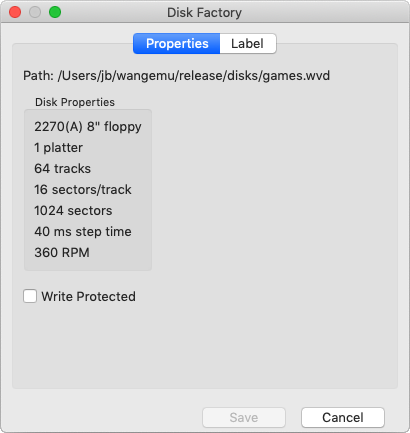 Disk Factory
Properties Label
Path: /Users/jb/wangemu/release/disks/games.wvd
Disk Properties
2270(A) 8" floppy
1 platter
64 tracks
16 sectors/track
1024 sectors
40 ms step time
360 RPM
Write Protected
Save Cancel